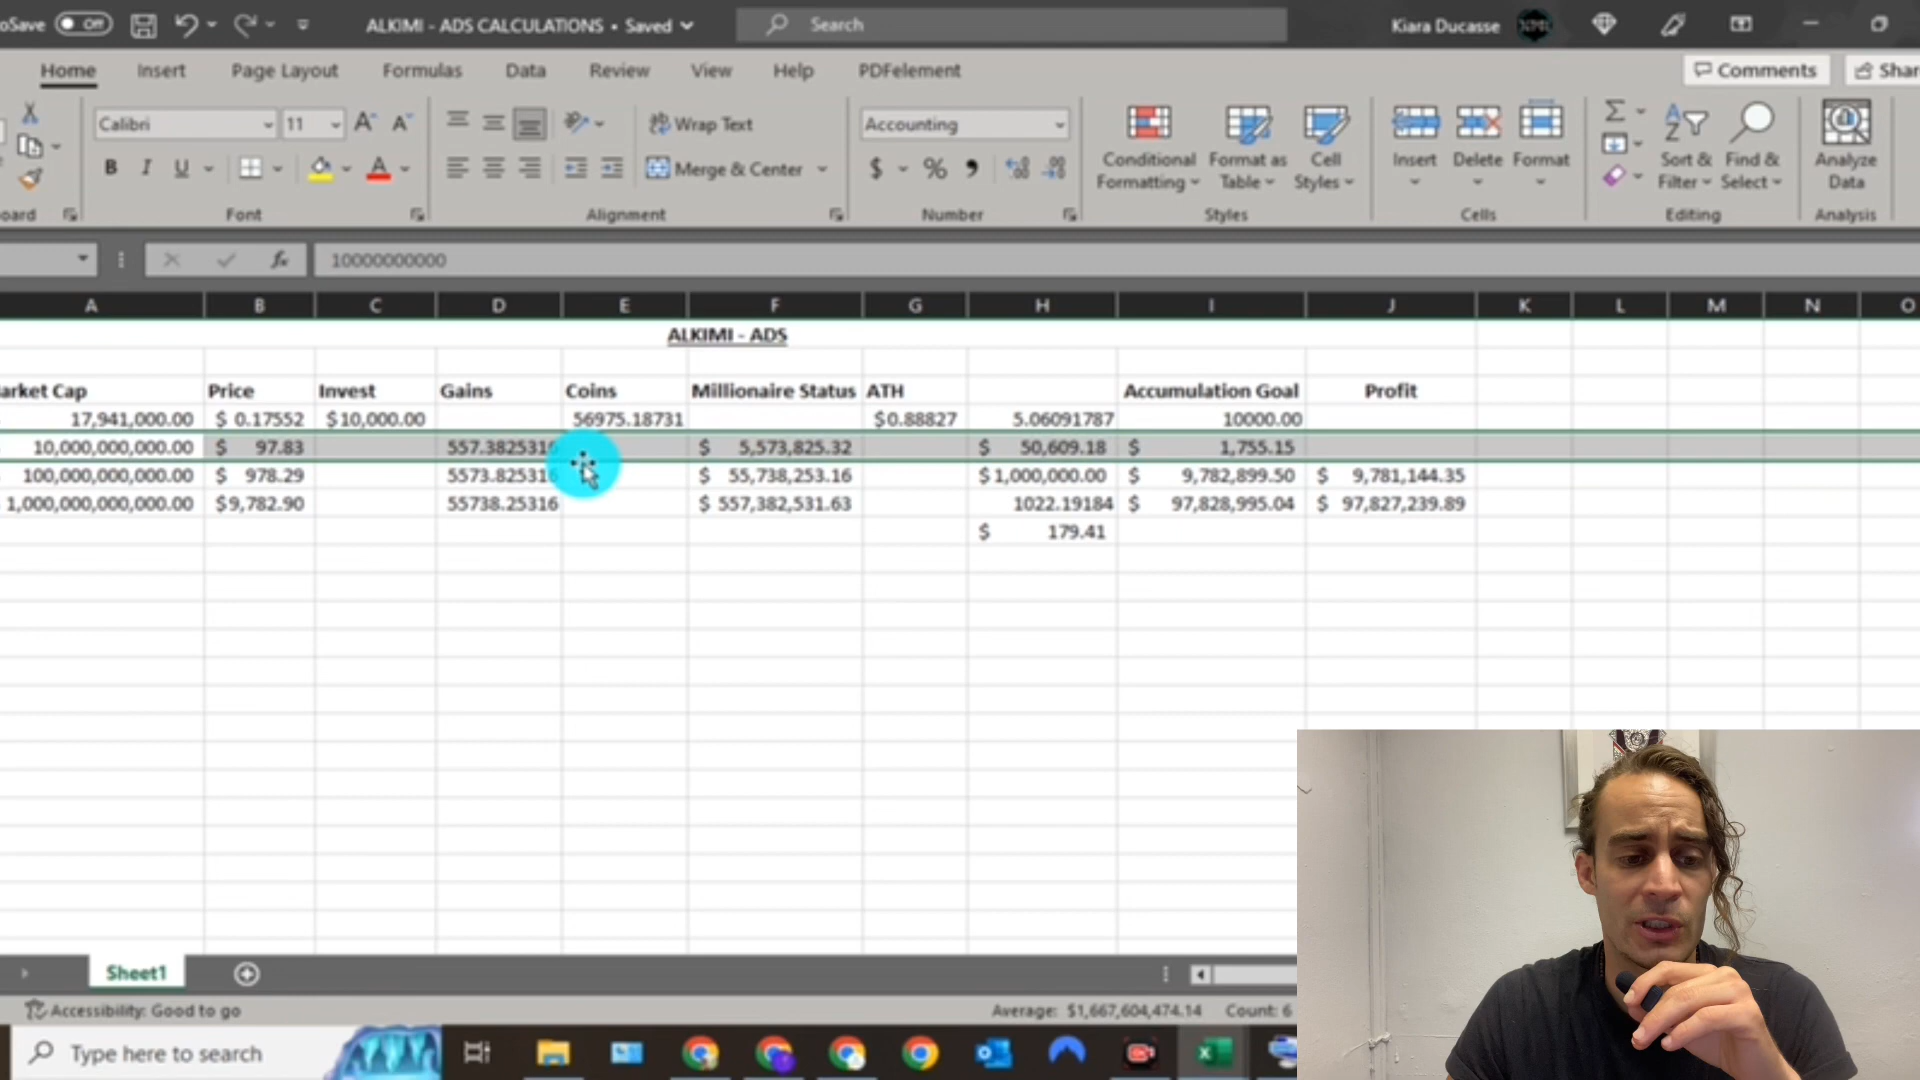 oSave Off ALKIMI - ADS CALCULATIONS • Saved Search Kiara Ducasse
Home Insert Page Layout Formulas Data Review View Help PDFelement Comments Shar
Calibri 11 A A Wrap Text Accounting
B I U A Merge & Center $ % Conditional Formatting Format as Table Cell Styles Insert Delete Format Sort & Filter Find & Select Analyze Data
oard Font Alignment Number Styles Cells Editing Analysis
fx 10000000000
A B C D E F G H I J K L M N O
ALKIMI - ADS
arket Cap Price Invest Gains Coins Millionaire Status ATH Accumulation Goal Profit
17,941,000.00 $ 0.17552 $10,000.00 56975.18731 $0.88827 5.06091787 10000.00
10,000,000,000.00 $ 97.83 557.3825316 $ 5,573,825.32 $ 50,609.18 $ 1,755.15
100,000,000,000.00 $ 978.29 5573.825316 $ 55,738,253.16 $1,000,000.00 $ 9,782,899.50 $ 9,781,144.35
1,000,000,000,000.00 $9,782.90 55738.25316 $ 557,382,531.63 1022.19184 $ 97,828,995.04 $ 97,827,239.89
$ 179.41
Sheet1
Accessibility: Good to go Average: $1,667,604,474.14 Count: 6
Type here to search